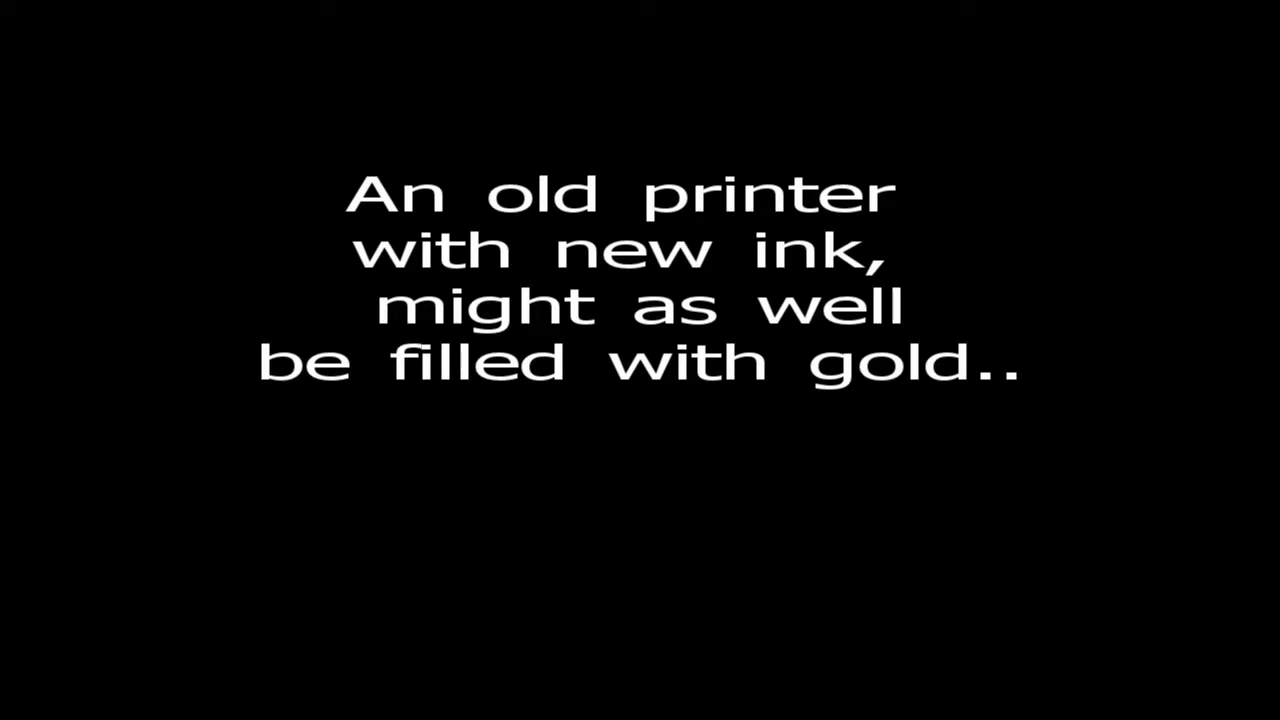 An old printer
with new ink,
might as well
be filled with gold..